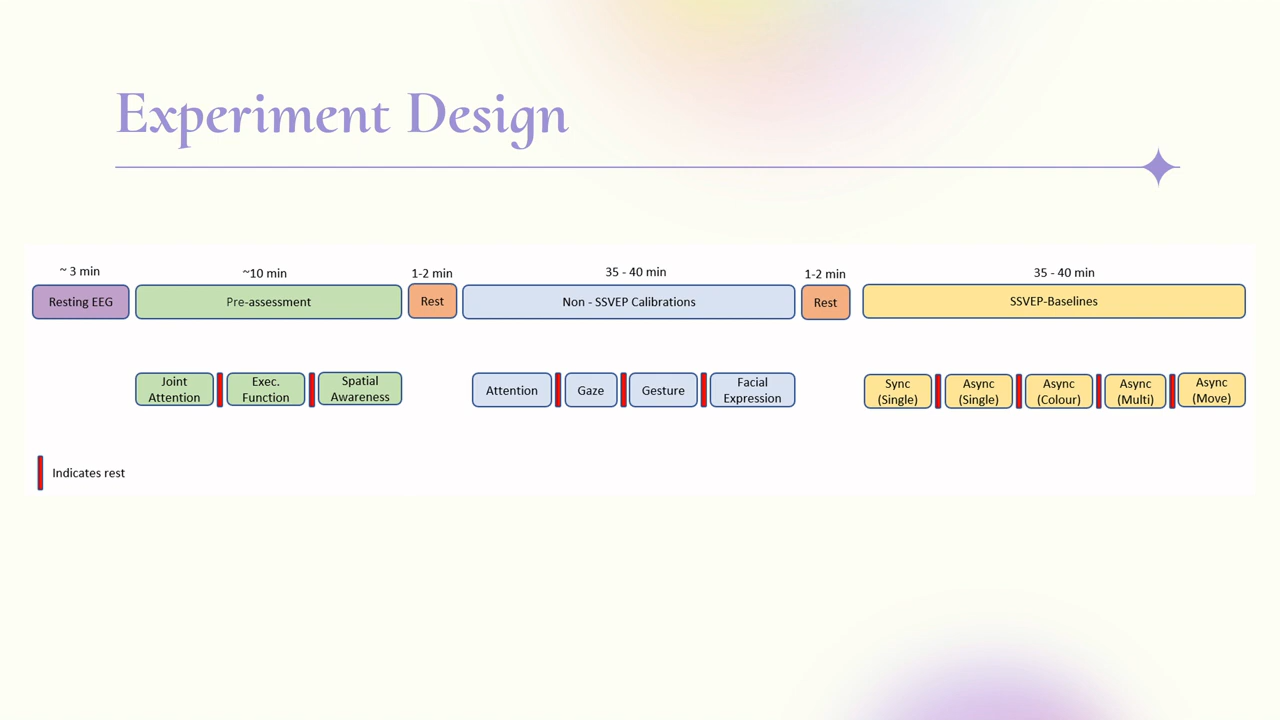 Experiment Design
~ 3 min
~10 min
1-2 min
35 - 40 min
1-2 min
35 - 40 min
Resting EEG
Pre-assessment
Rest
Non - SSVEP Calibrations
Rest
SSVEP-Baselines
Joint
Attention
Exec.
Function
Spatial
Awareness
Attention
Gaze
Gesture
Facial
Expression
Sync
(Single)
Async
(Single)
Async
(Colour)
Async
(Multi)
Async
(Move)
Indicates rest